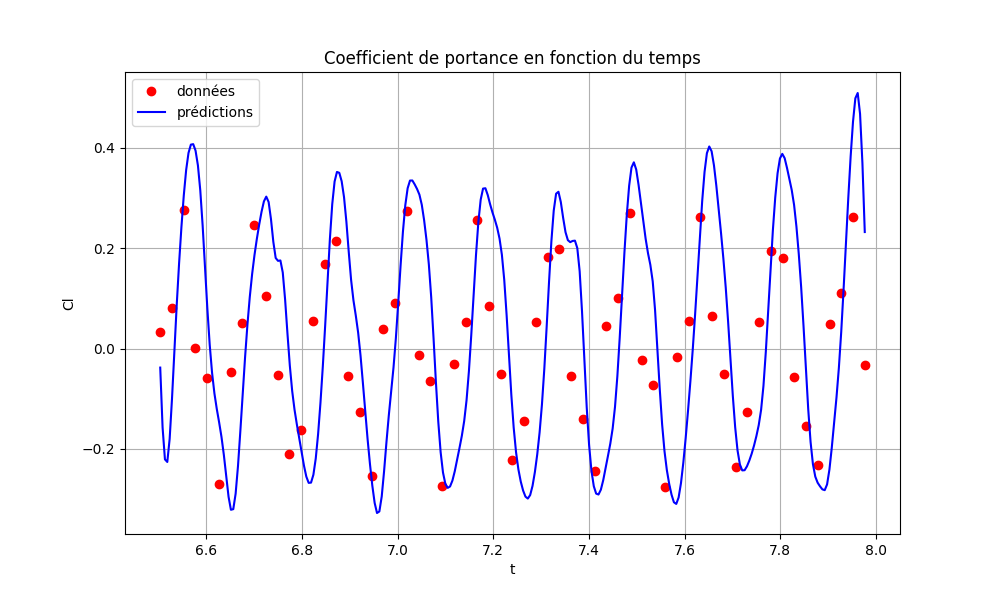 Coefficient de portance en fonction du temps
données
prédictions
0.4
0.2
0.0
−0.2
Cl
6.6 6.8 7.0 7.2 7.4 7.6 7.8 8.0
t